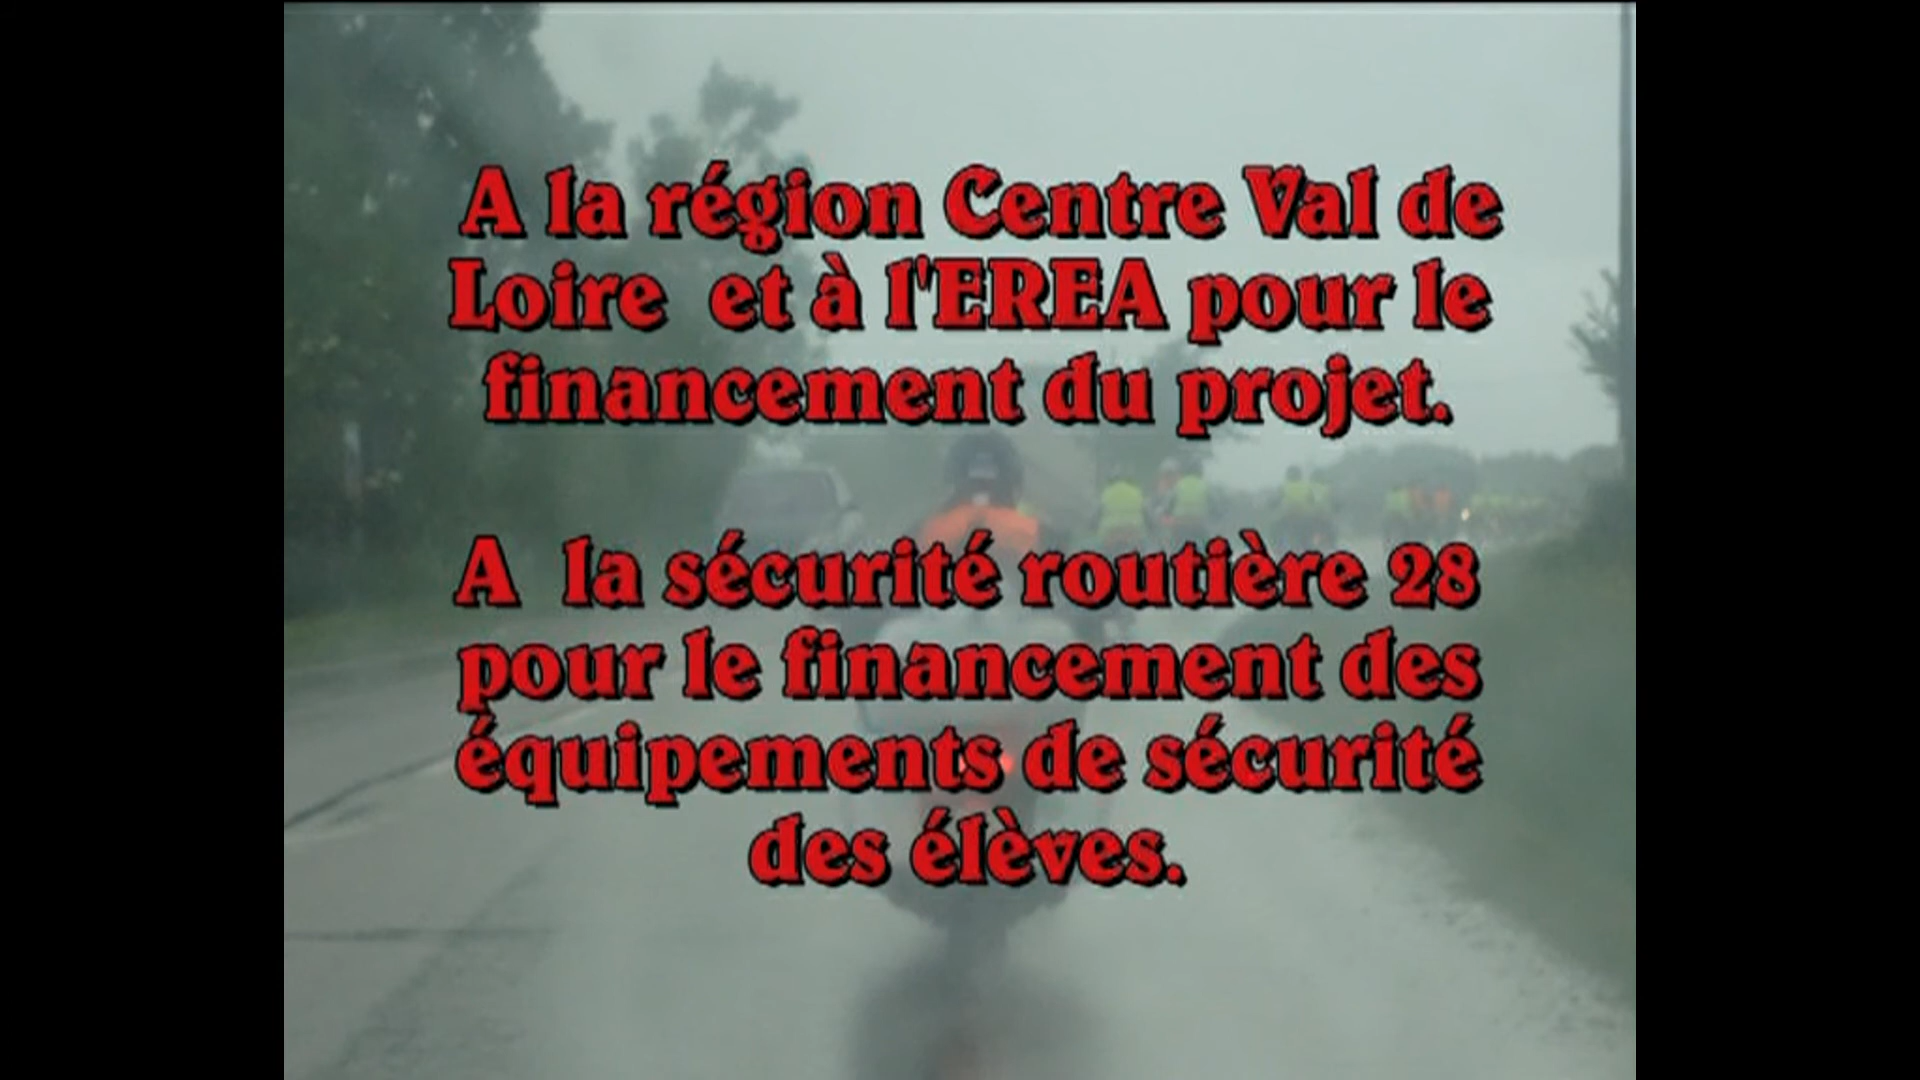 A la région Centre Val de
Loire et à l'EREA pour le
financement du projet.
A la sécurité routière 28
pour le financement des
équipements de sécurité
des élèves.